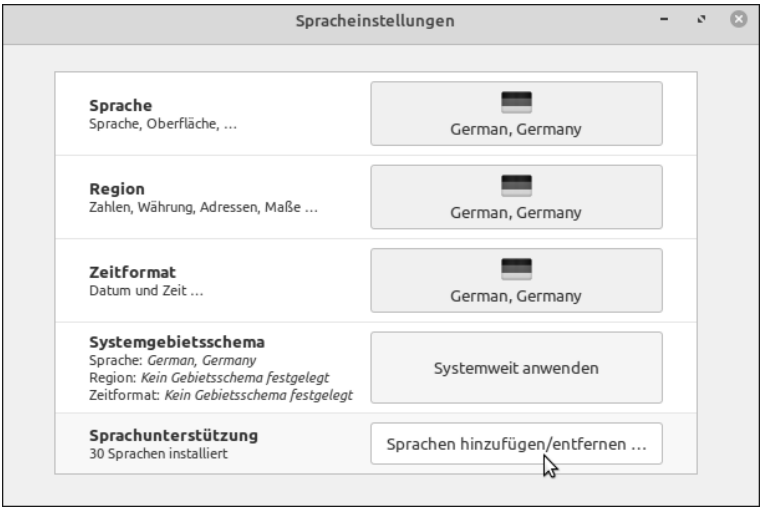 Spracheinstellungen
Sprache
Sprache, Oberfläche, …
German, Germany
Region
Zahlen, Währung, Adressen, Maße …
German, Germany
Zeitformat
Datum und Zeit …
German, Germany
Systemgebietsschema
Sprache: German, Germany
Region: Kein Gebietsschema festgelegt
Zeitformat: Kein Gebietsschema festgelegt
Systemweit anwenden
Sprachunterstützung
30 Sprachen installiert
Sprachen hinzufügen/entfernen …